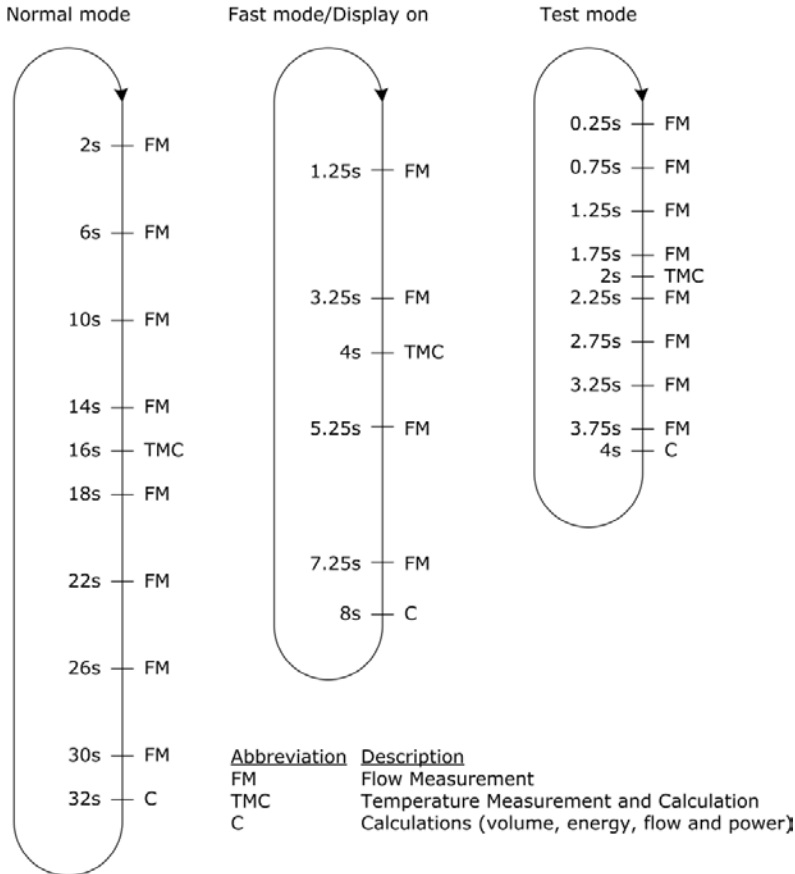 Normal mode
2s FM
6s FM
10s FM
14s FM
16s TMC
18s FM
22s FM
26s FM
30s FM
32s C
Fast mode/Display on
1.25s FM
3.25s FM
4s TMC
5.25s FM
7.25s FM
8s C
Test mode
0.25s FM
0.75s FM
1.25s FM
1.75s FM
2s TMC
2.25s FM
2.75s FM
3.25s FM
3.75s FM
4s C
Abbreviation Description
FM Flow Measurement
TMC Temperature Measurement and Calculation
C Calculations (volume, energy, flow and power)